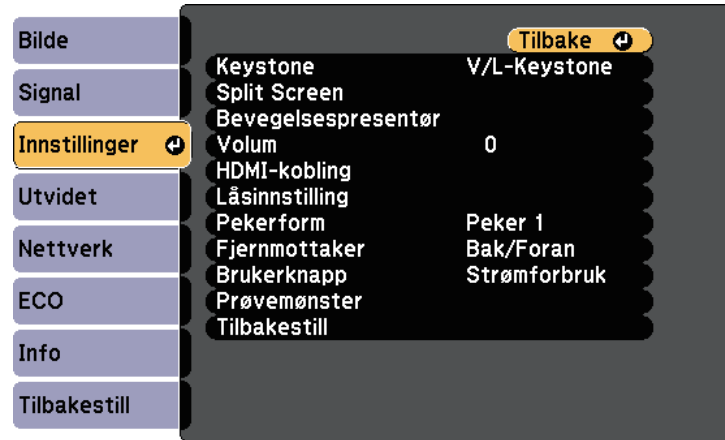 Bilde
Signal
Innstillinger
Utvidet
Nettverk
ECO
Info
Tilbakestill
Tilbake
Keystone V/L-Keystone
Split Screen
Bevegelsespresentør
Volum 0
HDMI-kobling
Låsinnstilling
Pekerform Peker 1
Fjernmottaker Bak/Foran
Brukerknapp Strømforbruk
Prøvemønster
Tilbakestill